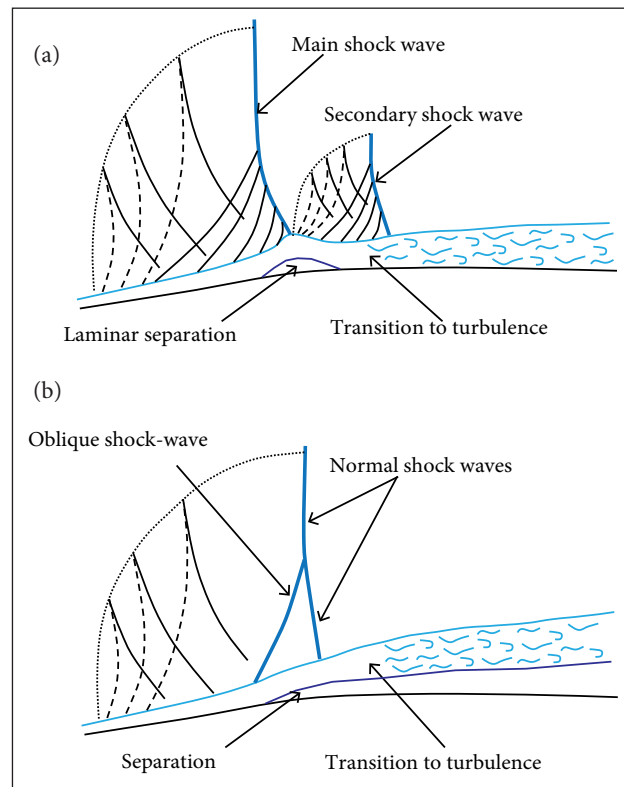 (a)
Main shock wave
Secondary shock wave
Laminar separation
Transition to turbulence
(b)
Oblique shock-wave
Normal shock waves
Separation
Transition to turbulence